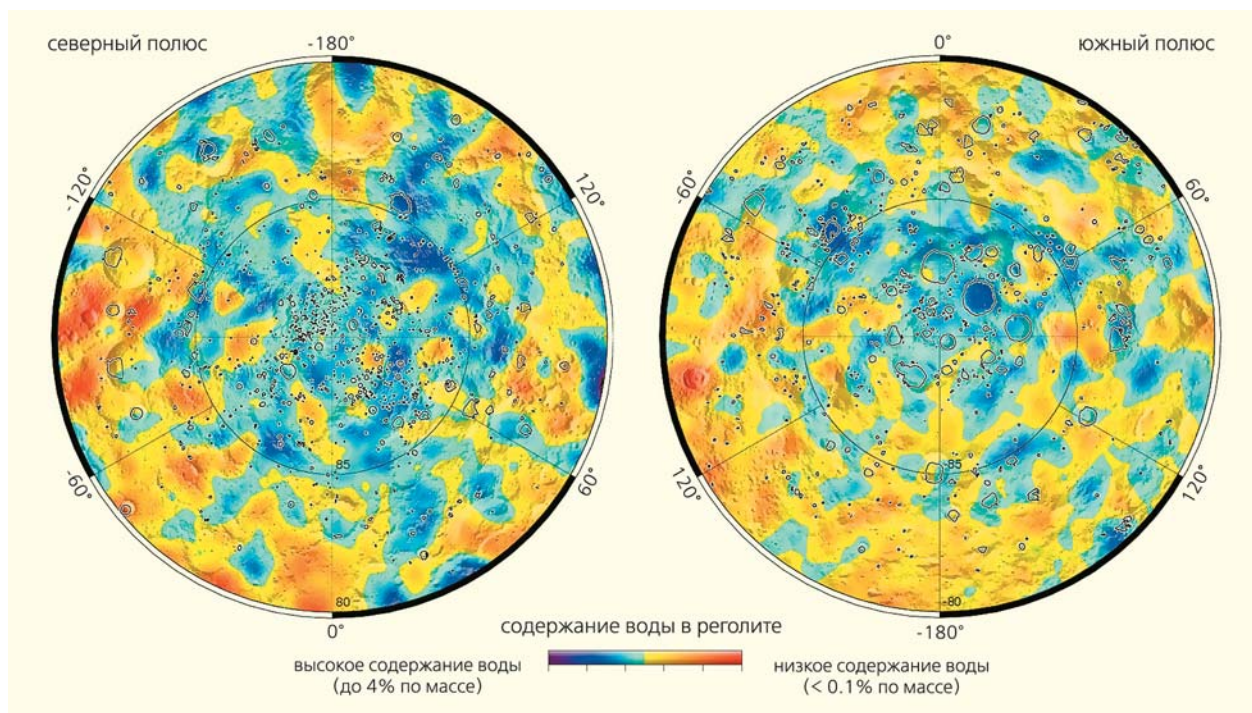 северный полюс
-180°
0°
южный полюс
-120°
120°
-60°
60°
-60°
60°
120°
120°
85
-85
80
-80
0°
-180°
содержание воды в реголите
высокое содержание воды
(до 4% по массе)
низкое содержание воды
(< 0.1% по массе)